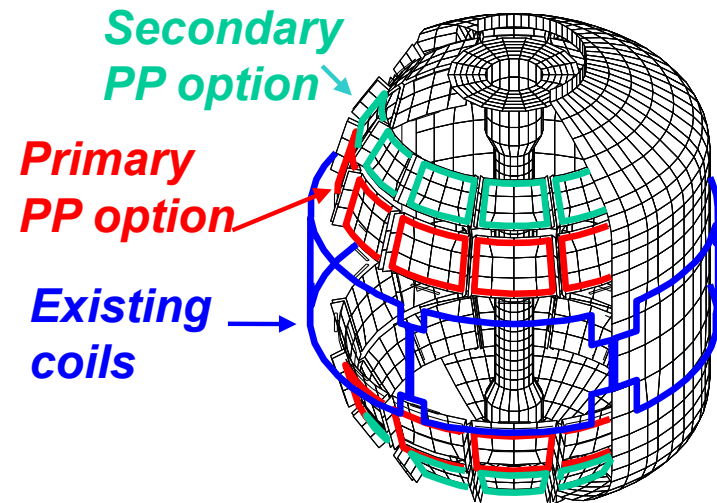 Secondary
PP option
Primary
PP option
Existing
coils